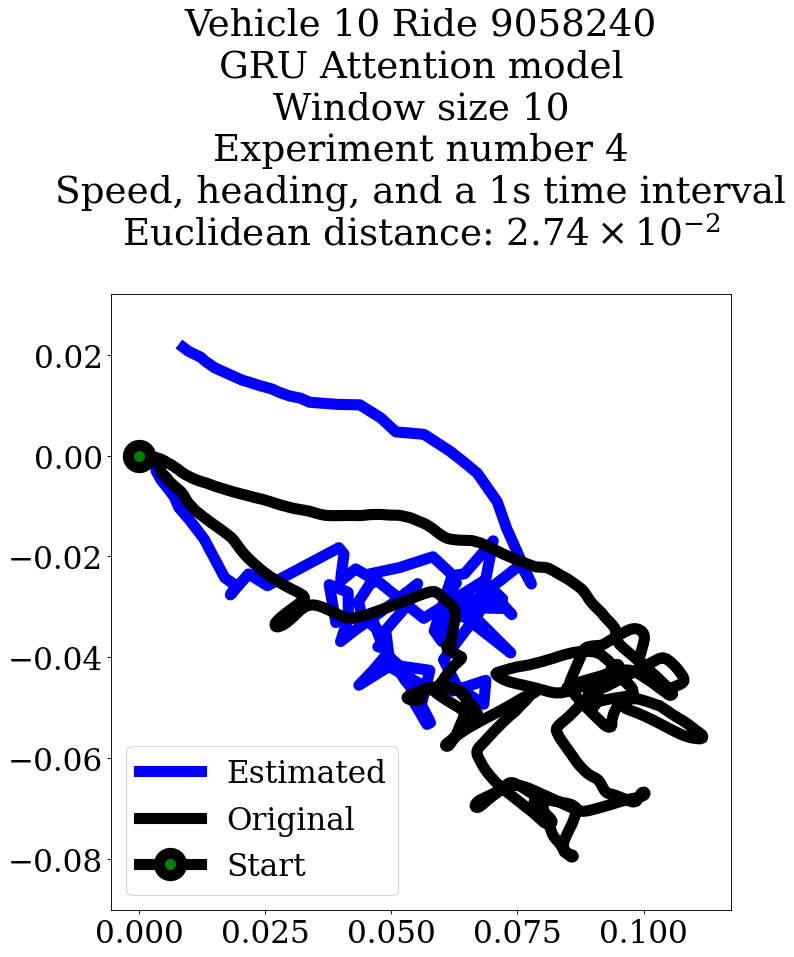 Vehicle 10 Ride 9058240
GRU Attention model
Window size 10
Experiment number 4
Speed, heading, and a 1s time interval
Euclidean distance: 2.74 × 10⁻²
0.02
0.00
−0.02
−0.04
−0.06
−0.08
Estimated
Original
Start
0.000 0.025 0.050 0.075 0.100